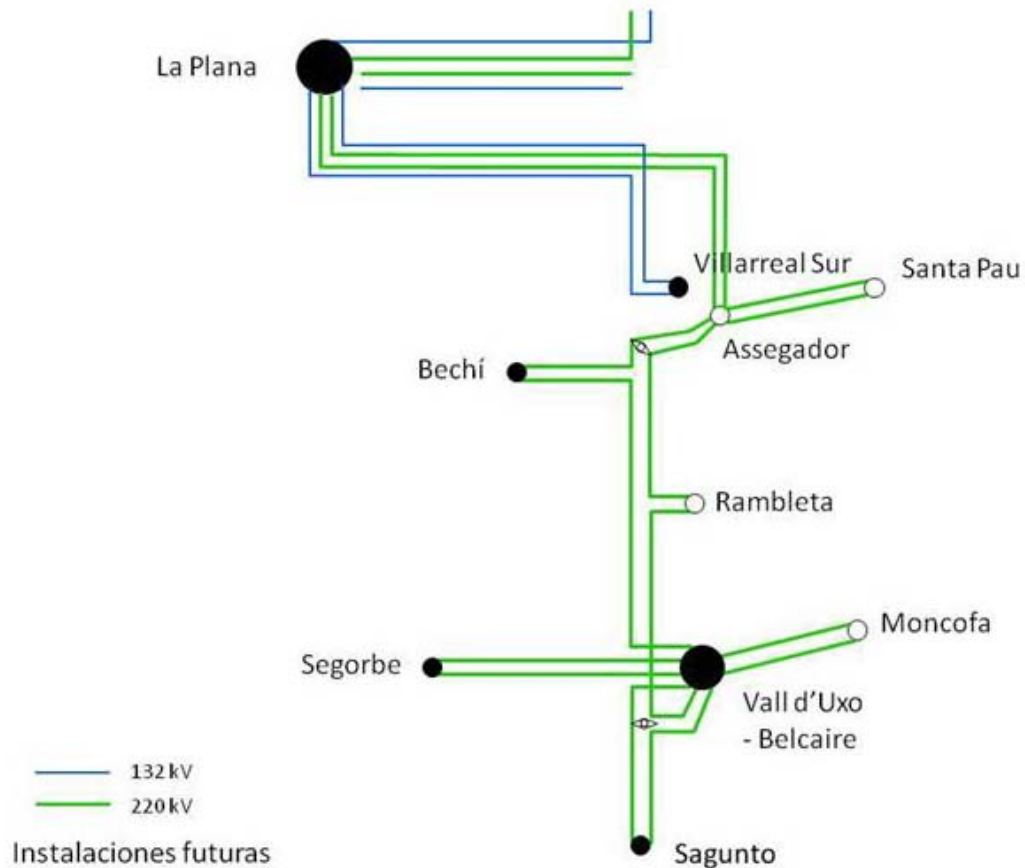 La Plana
Villarreal Sur
Santa Pau
Assegador
Bechí
Rambleta
Moncofa
Segorbe
Vall d’Uxo
- Belcaire
132 kV
220 kV
Instalaciones futuras
Sagunto